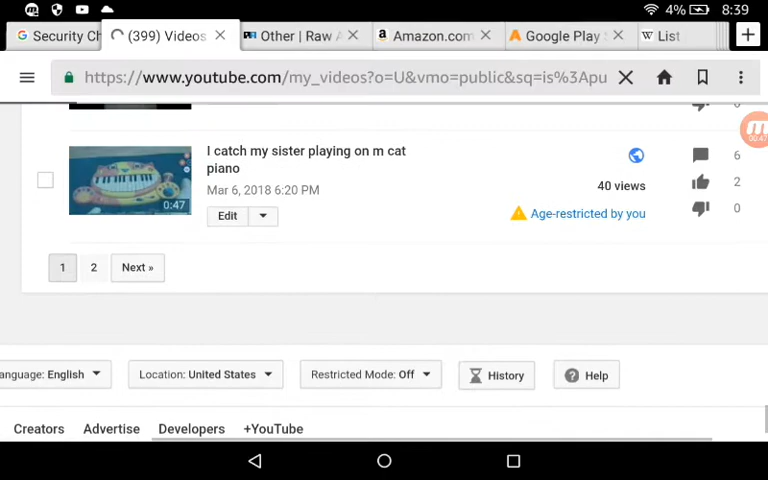 4% 8:39
Security Ch (399) Videos Other | Raw A Amazon.com Google Play S List
https://www.youtube.com/my_videos?o=U&vmo=public&sq=is%3Apu
00:47
I catch my sister playing on m cat
piano
Mar 6, 2018 6:20 PM
Edit
0:47
40 views
Age-restricted by you
6
2
0
1 2 Next »
anguage: English Location: United States Restricted Mode: Off History Help
Creators Advertise Developers +YouTube